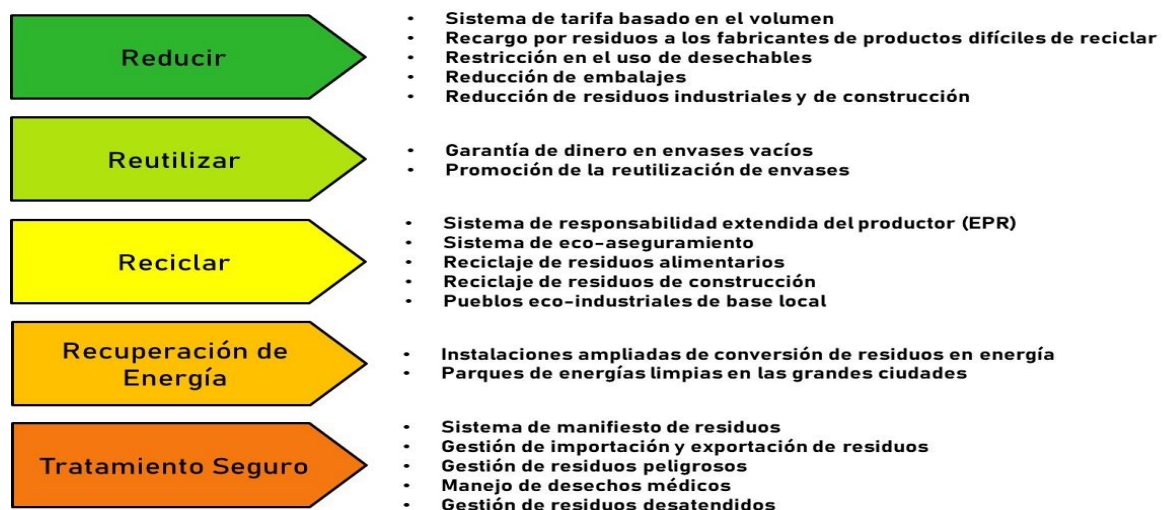 Reducir
• Sistema de tarifa basado en el volumen
• Recargo por residuos a los fabricantes de productos difíciles de reciclar
• Restricción en el uso de desechables
• Reducción de embalajes
• Reducción de residuos industriales y de construcción
Reutilizar
• Garantía de dinero en envases vacíos
• Promoción de la reutilización de envases
Reciclar
• Sistema de responsabilidad extendida del productor (EPR)
• Sistema de eco-aseguramiento
• Reciclaje de residuos alimentarios
• Reciclaje de residuos de construcción
• Pueblos eco-industriales de base local
Recuperación de
Energía
• Instalaciones ampliadas de conversión de residuos en energía
• Parques de energías limpias en las grandes ciudades
Tratamiento Seguro
• Sistema de manifiesto de residuos
• Gestión de importación y exportación de residuos
• Gestión de residuos peligrosos
• Manejo de desechos médicos
• Gestión de residuos desatendidos